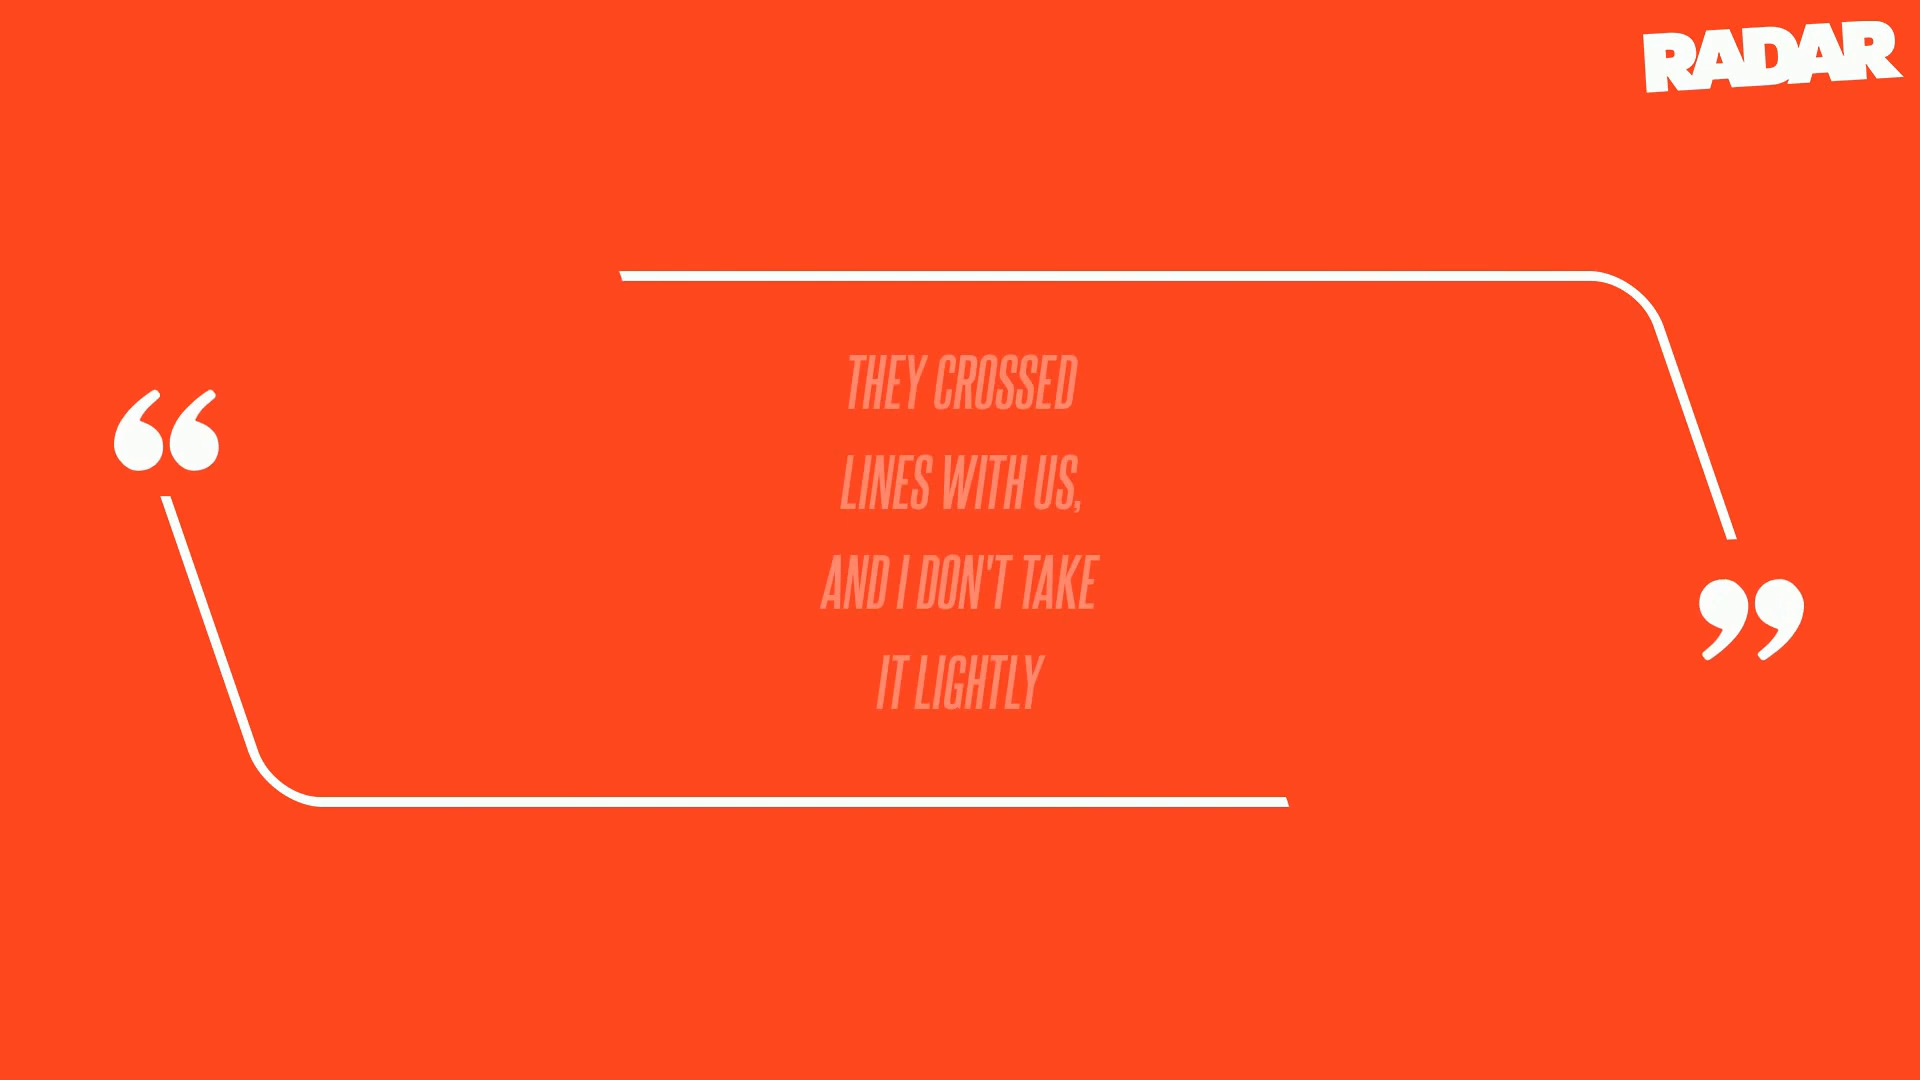 RADAR
“
THEY CROSSED
LINES WITH US,
AND I DON'T TAKE
IT LIGHTLY
”